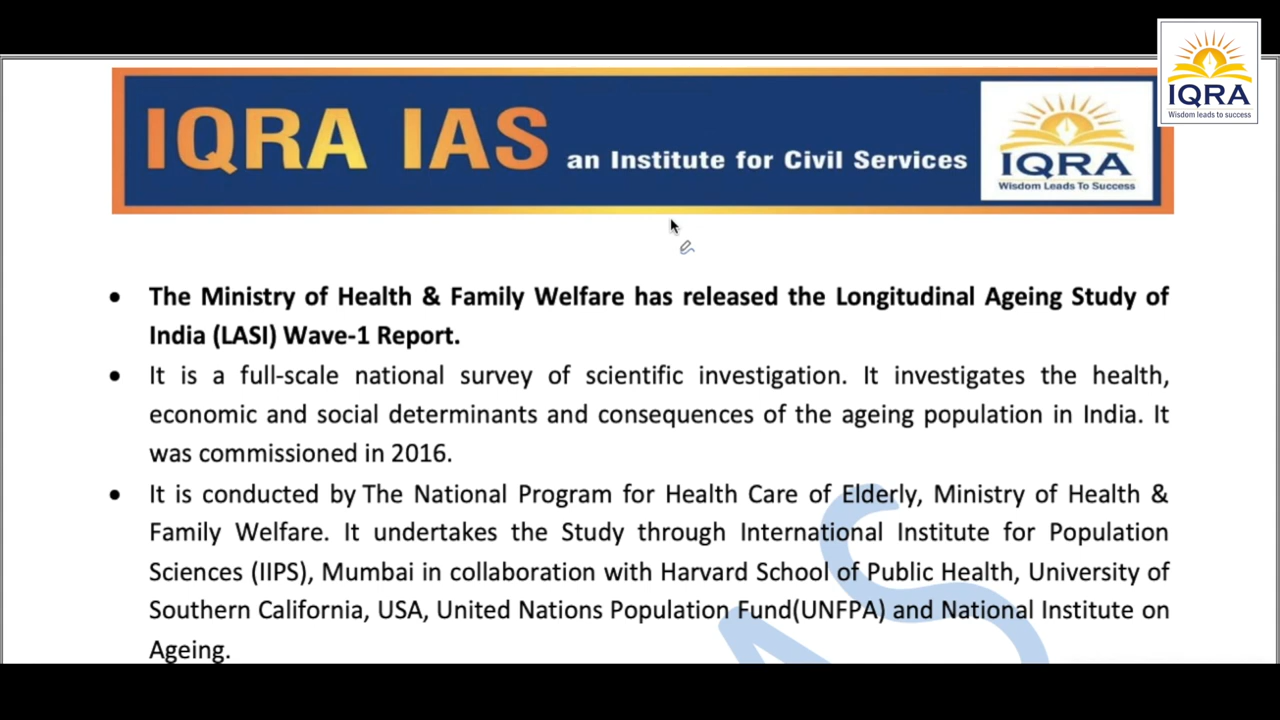 IQRA
Wisdom leads to success
IQRA IAS an Institute for Civil Services
IQRA
Wisdom Leads To Success
• The Ministry of Health & Family Welfare has released the Longitudinal Ageing Study of
India (LASI) Wave-1 Report.
• It is a full-scale national survey of scientific investigation. It investigates the health,
economic and social determinants and consequences of the ageing population in India. It
was commissioned in 2016.
• It is conducted by The National Program for Health Care of Elderly, Ministry of Health &
Family Welfare. It undertakes the Study through International Institute for Population
Sciences (IIPS), Mumbai in collaboration with Harvard School of Public Health, University of
Southern California, USA, United Nations Population Fund(UNFPA) and National Institute on
Ageing.